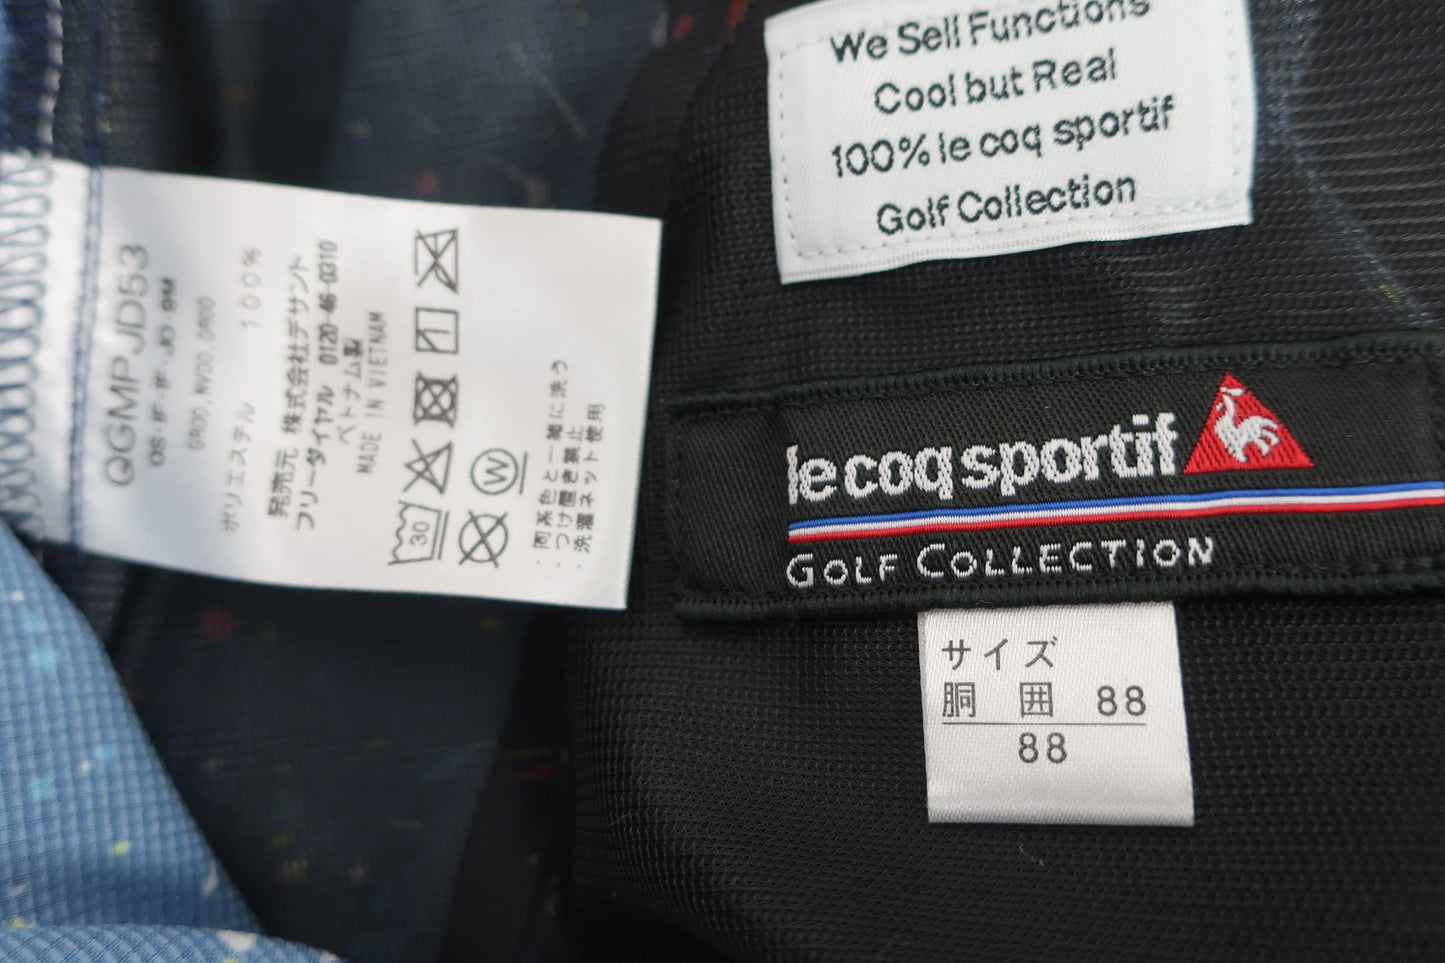 We Sell Functions
Cool but Real
100% le coq sportif
Golf Collection
le coq sportif
GOLF COLLECTION
サイズ
胴 囲 88
88
QGMPJD53
ポリエステル 100%
発売元 株式会社デサント
フリーダイヤル 0120-46-0310
ベトナム製
MADE IN VIETNAM
30
W
・同系色と一緒に洗う
・つけ置き禁止
・洗濯ネット使用